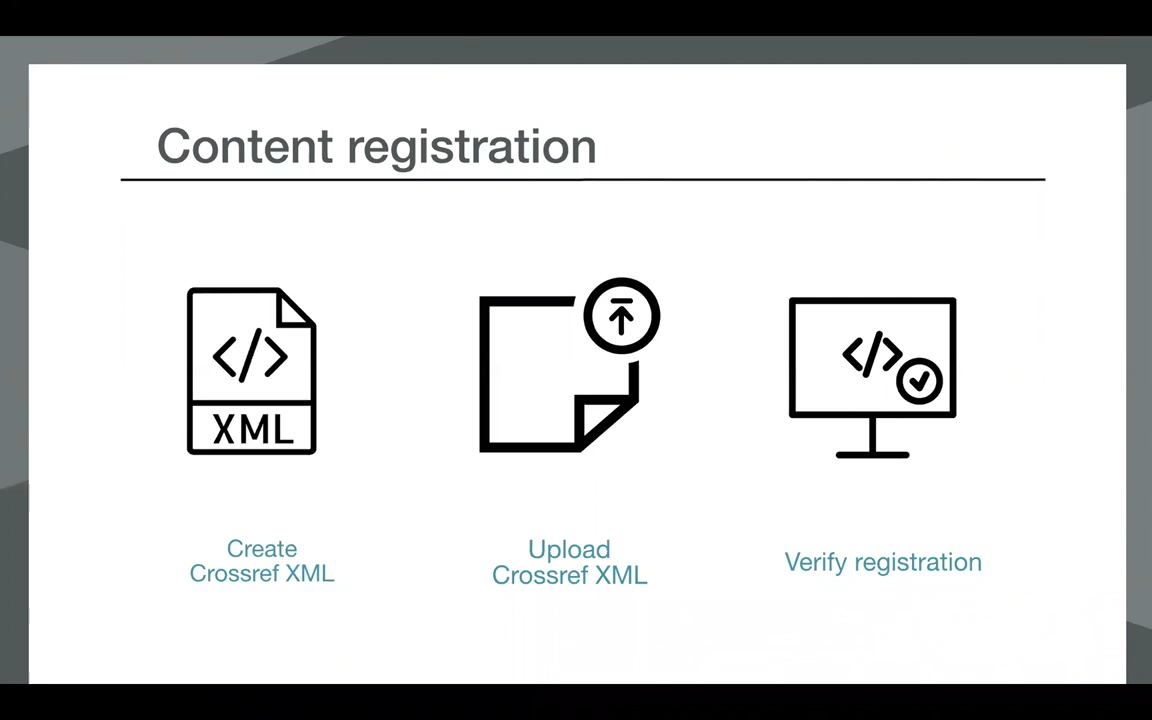 Content registration
</>
XML
</>
Create
Crossref XML
Upload
Crossref XML
Verify registration